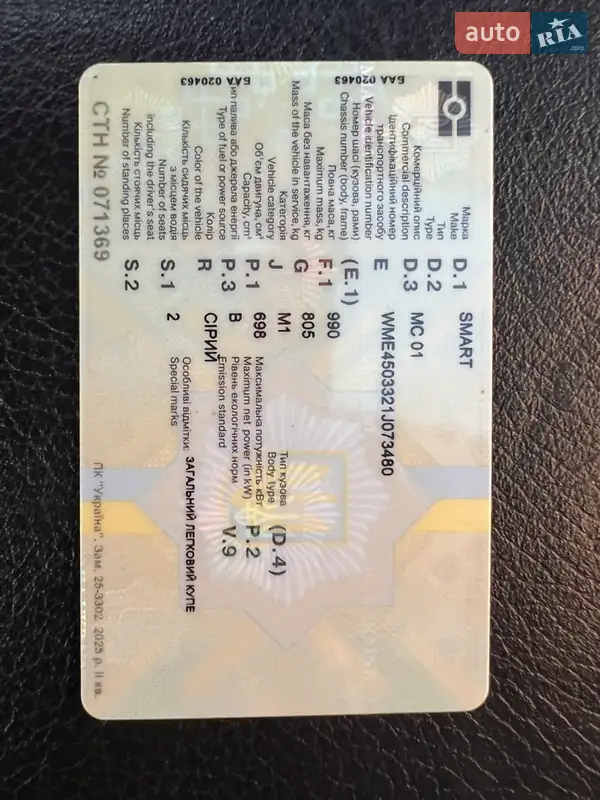 auto RIA .com
БАА 020463
БАА 020463
Марка
Make D.1 SMART
Тип
Type D.2
Комерційний опис
Commercial description D.3 MC 01
Ідентифікаційний номер
транспортного засобу
Vehicle identification number E WME4503321J073480
Номер шасі (кузова, рами)
Chassis number (body, frame) (E.1)
Повна маса, кг
Maximum mass, kg F.1 990
Маса без навантаження, кг
Mass of the vehicle in service, kg G 805
Категорія
Vehicle category J M1
Об'єм двигуна, см³
Capacity, cm³ P.1 698
Тип палива або джерела енергії
Type of fuel or power source P.3 B
Колір
Color of the vehicle R СІРИЙ
Кількість сидячих місць
з місцем водія
Number of seats
including the driver's seat S.1 2
Кількість стоячих місць
Number of standing places S.2
Тип кузова
Body type (D.4)
Максимальна потужність кВт
Maximum net power (in kW) P.2
Рівень екологічних норм
Emission standard V.9
Особливі відмітки: ЗАГАЛЬНИЙ ЛЕГКОВИЙ КУПЕ
Special marks
СТН № 071369
ПК "Україна", Зам. 25-3302. 2025 р. II кв.